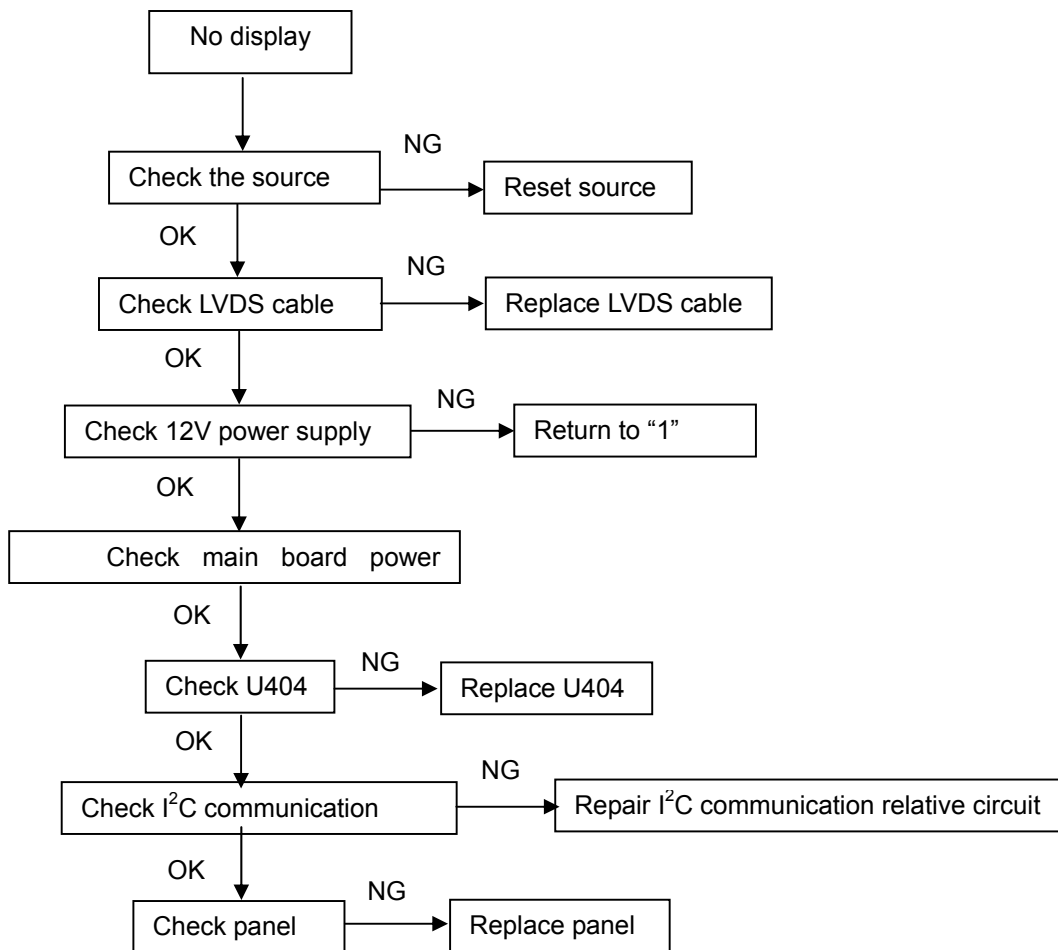 No display
NG
Check the source
Reset source
OK
NG
Check LVDS cable
Replace LVDS cable
OK
NG
Check 12V power supply
Return to “1”
OK
Check main board power
OK
NG
Check U404
Replace U404
OK
NG
Check I²C communication
Repair I²C communication relative circuit
OK
NG
Check panel
Replace panel